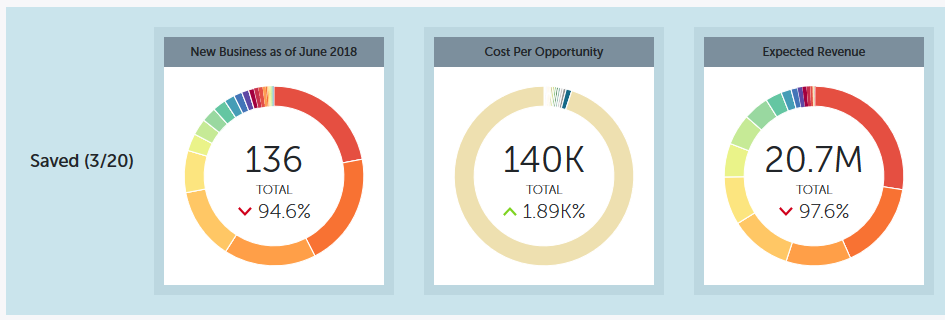 New Business as of June 2018
Cost Per Opportunity
Expected Revenue
Saved (3/20)
136
TOTAL
94.6%
140K
TOTAL
1.89K%
20.7M
TOTAL
97.6%